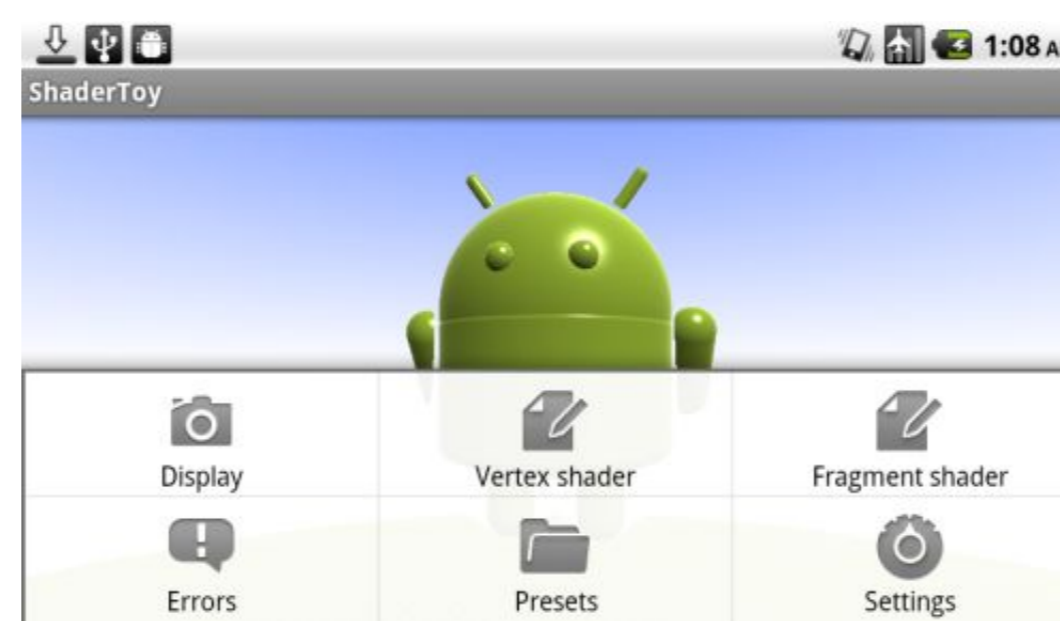 1:08 A
ShaderToy
Display
Vertex shader
Fragment shader
Errors
Presets
Settings